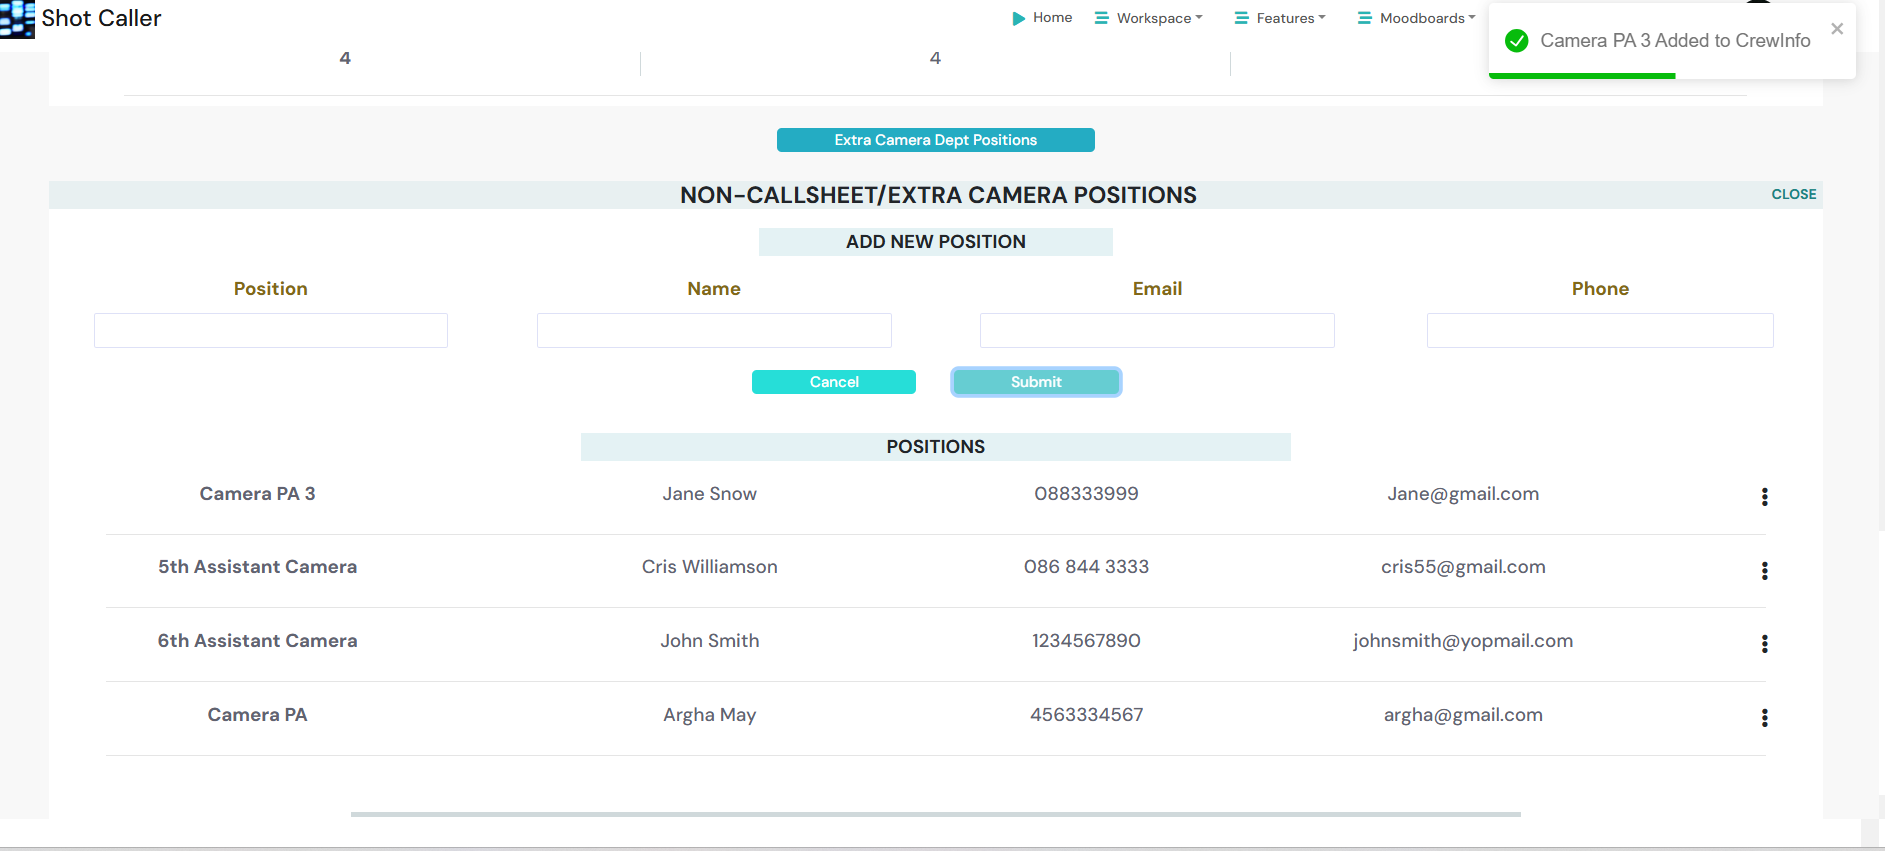 Shot Caller
Home
Workspace
Features
Moodboards
Camera PA 3 Added to CrewInfo
4
4
Extra Camera Dept Positions
NON-CALLSHEET/EXTRA CAMERA POSITIONS
CLOSE
ADD NEW POSITION
Position Name Email Phone
Cancel Submit
POSITIONS
Camera PA 3 Jane Snow 088333999 Jane@gmail.com
5th Assistant Camera Cris Williamson 086 844 3333 cris55@gmail.com
6th Assistant Camera John Smith 1234567890 johnsmith@yopmail.com
Camera PA Argha May 4563334567 argha@gmail.com